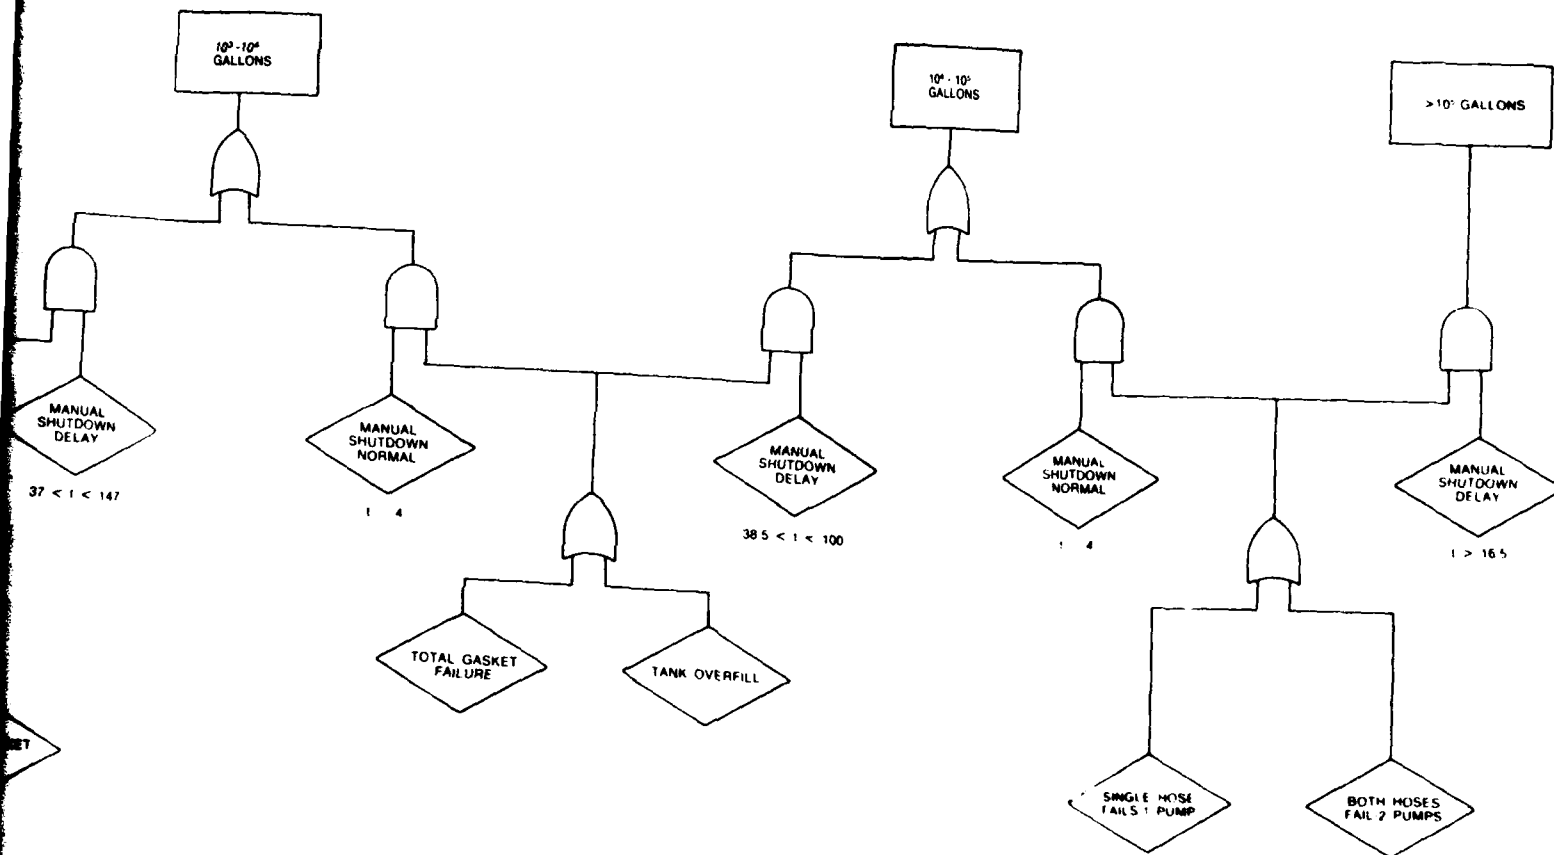 10³-10⁴
GALLONS
10⁴ - 10⁵
GALLONS
>10⁵ GALLONS
MANUAL
SHUTDOWN
DELAY
37 < t < 147
MANUAL
SHUTDOWN
NORMAL
t 4
MANUAL
SHUTDOWN
DELAY
38.5 < t < 100
MANUAL
SHUTDOWN
NORMAL
t 4
MANUAL
SHUTDOWN
DELAY
t > 16.5
TOTAL GASKET
FAILURE
TANK OVERFILL
SINGLE HOSE
FAILS 1 PUMP
BOTH HOSES
FAIL 2 PUMPS